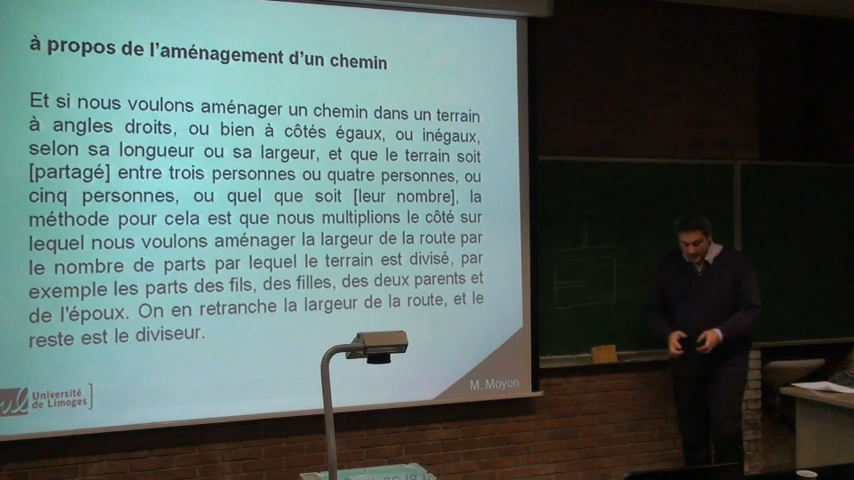 à propos de l'aménagement d'un chemin
Et si nous voulons aménager un chemin dans un terrain
à angles droits, ou bien à côtés égaux, ou inégaux,
selon sa longueur ou sa largeur, et que le terrain soit
[partagé] entre trois personnes ou quatre personnes, ou
cinq personnes, ou quel que soit [leur nombre], la
méthode pour cela est que nous multiplions le côté sur
lequel nous voulons aménager la largeur de la route par
le nombre de parts par lequel le terrain est divisé, par
exemple les parts des fils, des filles, des deux parents et
de l'époux. On en retranche la largeur de la route, et le
reste est le diviseur.
Université
de Limoges
M. Moyon